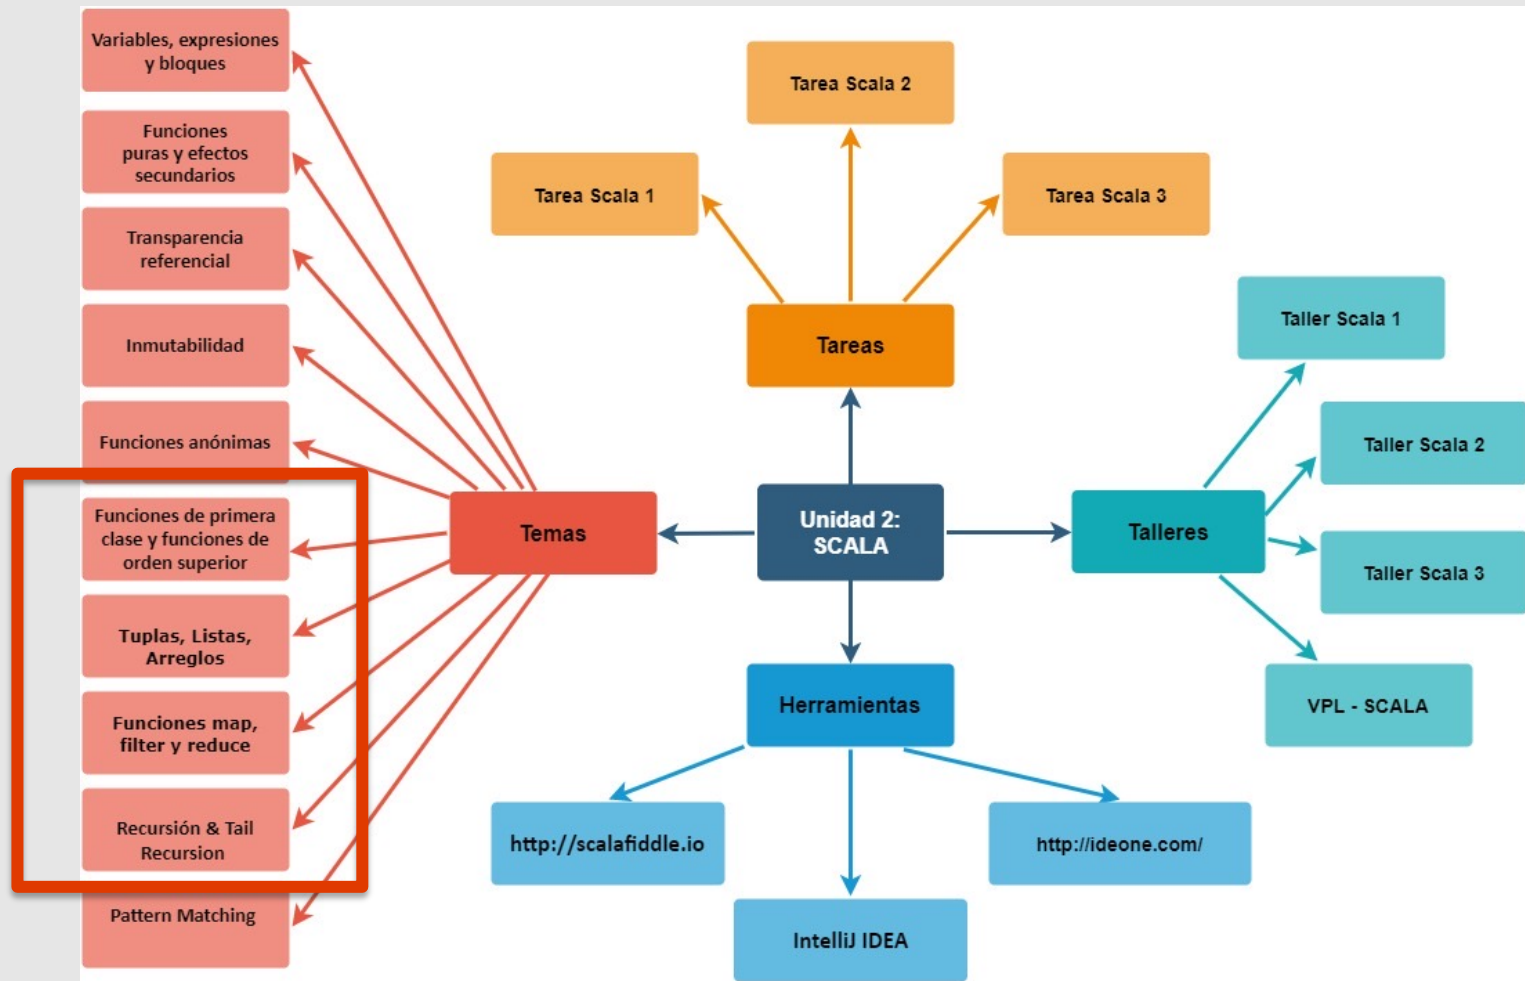 Variables, expresiones
y bloques
Funciones
puras y efectos
secundarios
Transparencia
referencial
Inmutabilidad
Funciones anónimas
Funciones de primera
clase y funciones de
orden superior
Tuplas, Listas,
Arreglos
Funciones map,
filter y reduce
Recursión & Tail
Recursion
Pattern Matching
Temas
Tarea Scala 1
Tarea Scala 2
Tarea Scala 3
Tareas
Unidad 2:
SCALA
Herramientas
http://scalafiddle.io
IntelliJ IDEA
http://ideone.com/
Talleres
Taller Scala 1
Taller Scala 2
Taller Scala 3
VPL - SCALA